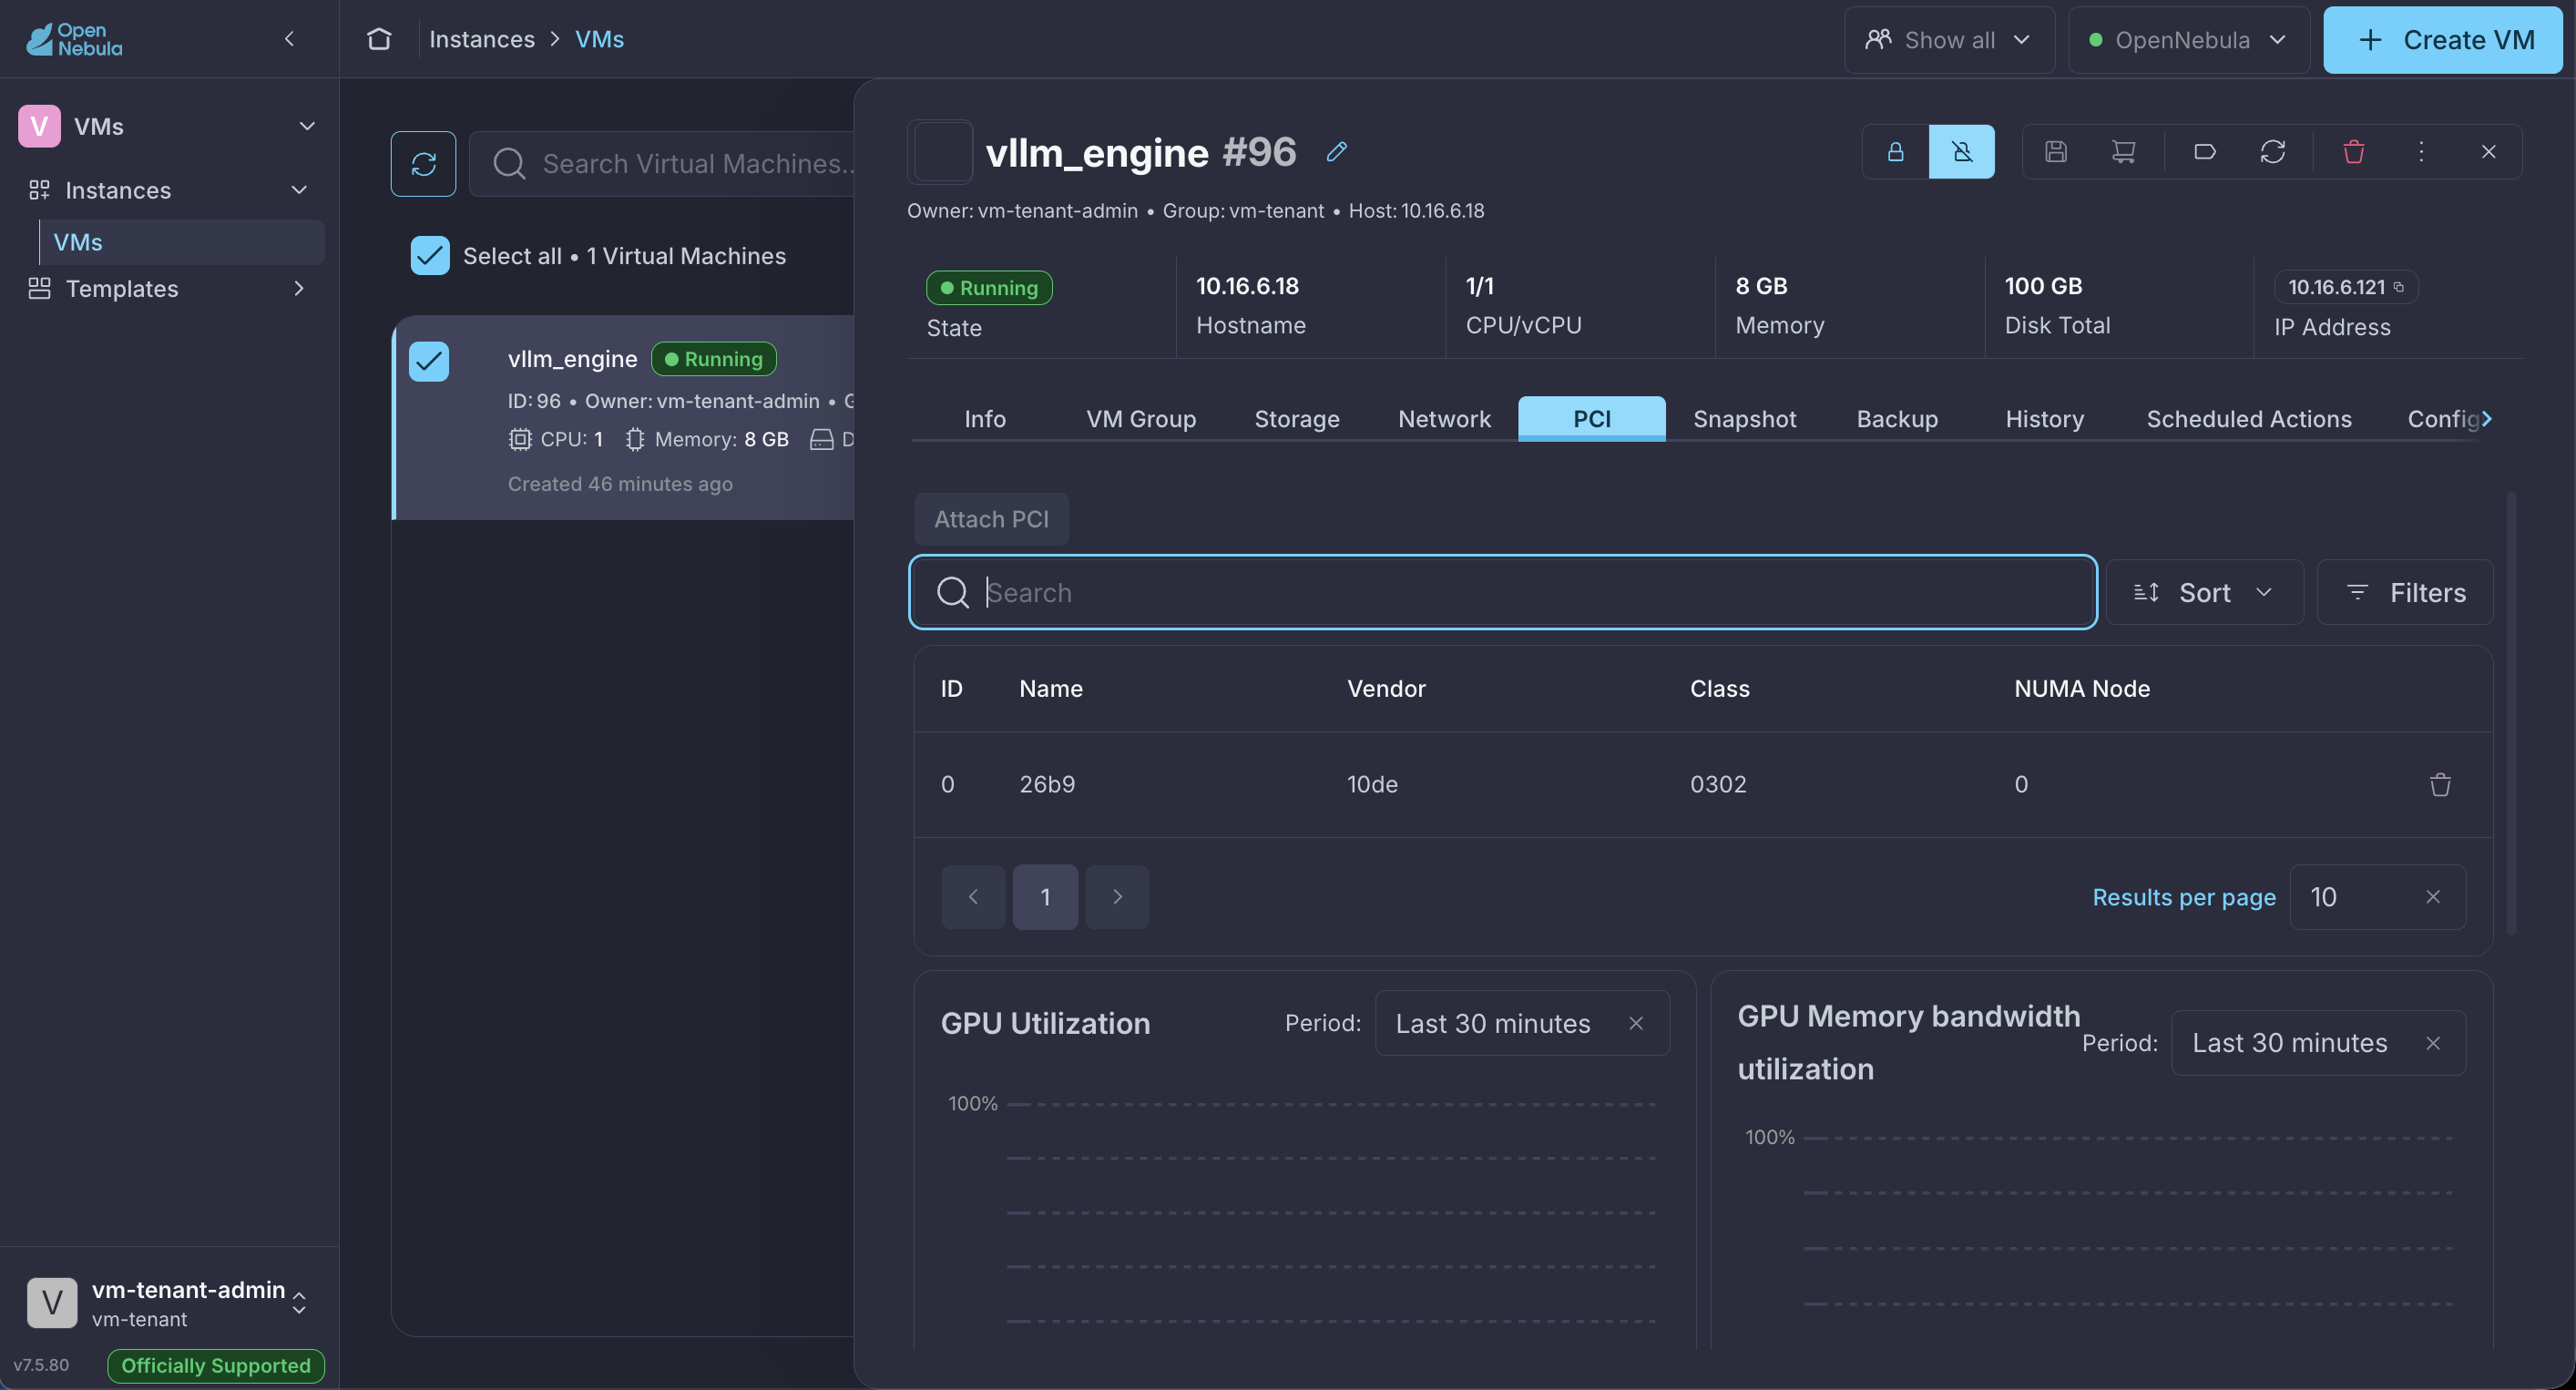 Open
Nebula
Instances
VMs
Show all
OpenNebula
Create VM
V
VMs
Instances
VMs
Templates
Search Virtual Machines..
Select all • 1 Virtual Machines
vllm_engine
Running
ID: 96 • Owner: vm-tenant-admin • G
CPU: 1 Memory: 8 GB D
Created 46 minutes ago
vllm_engine #96
Owner: vm-tenant-admin • Group: vm-tenant • Host: 10.16.6.18
Running
State
10.16.6.18
Hostname
1/1
CPU/vCPU
8 GB
Memory
100 GB
Disk Total
10.16.6.121
IP Address
Info VM Group Storage Network PCI Snapshot Backup History Scheduled Actions Config
Attach PCI
Search
Sort
Filters
ID Name Vendor Class NUMA Node
0 26b9 10de 0302 0
1
Results per page
10
GPU Utilization
Period:
Last 30 minutes
100%
GPU Memory bandwidth
utilization
Period:
Last 30 minutes
100%
V
vm-tenant-admin
vm-tenant
v7.5.80
Officially Supported